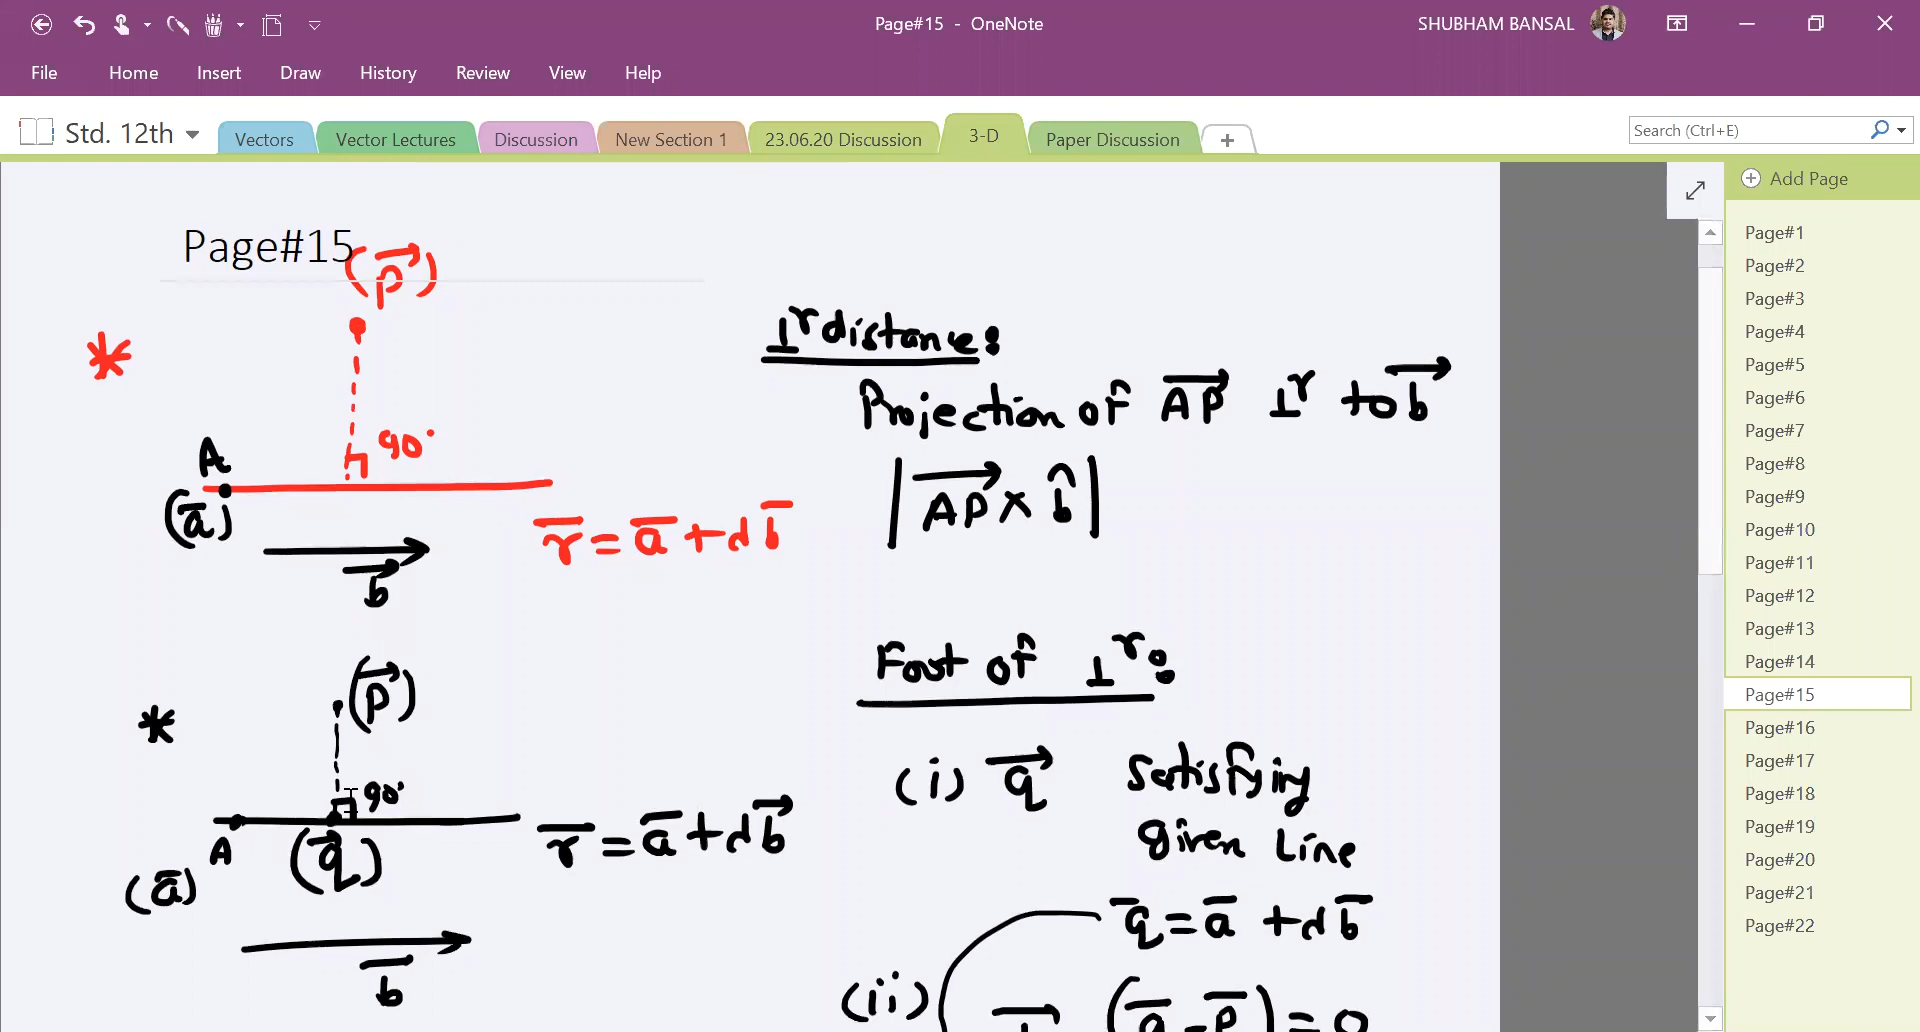 Page#15 - OneNote
SHUBHAM BANSAL
File Home Insert Draw History Review View Help
Std. 12th
Vectors
Vector Lectures
Discussion
New Section 1
23.06.20 Discussion
3-D
Paper Discussion
Search (Ctrl+E)
Add Page
Page#1
Page#2
Page#3
Page#4
Page#5
Page#6
Page#7
Page#8
Page#9
Page#10
Page#11
Page#12
Page#13
Page#14
Page#15
Page#16
Page#17
Page#18
Page#19
Page#20
Page#21
Page#22
Page#15
(p⃗)
*
90°
A
(a̅)
b⃗
r̅ = a̅ + λb̅
⊥r distance:
Projection of AP⃗ ⊥r to b⃗
|AP⃗ × b̂|
*
(p⃗)
90°
A
(a̅)
(q̅)
r̅ = a̅ + λb⃗
b⃗
Foot of ⊥r:
(i) q⃗ satisfying
given Line
q̅ = a̅ + λb̅
(ii)
(q̅ - p̅) = 0